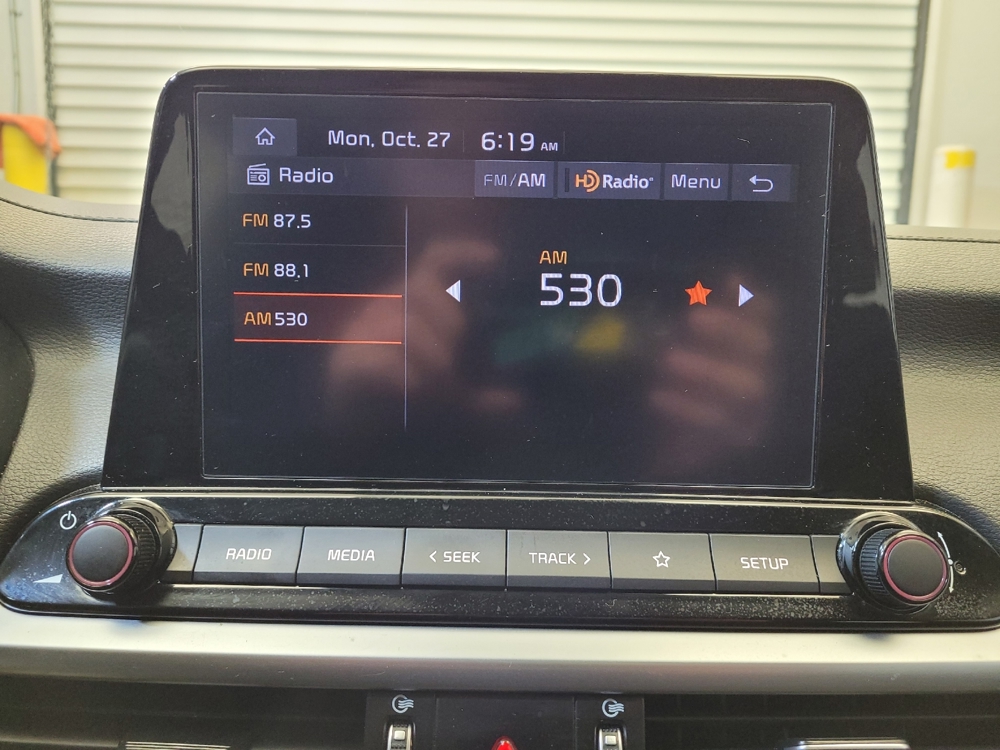 Mon, Oct. 27 6:19 AM
Radio FM/AM HD Radio™ Menu
FM 87.5
FM 88.1
AM 530
AM
530
RADIO MEDIA < SEEK TRACK > SETUP